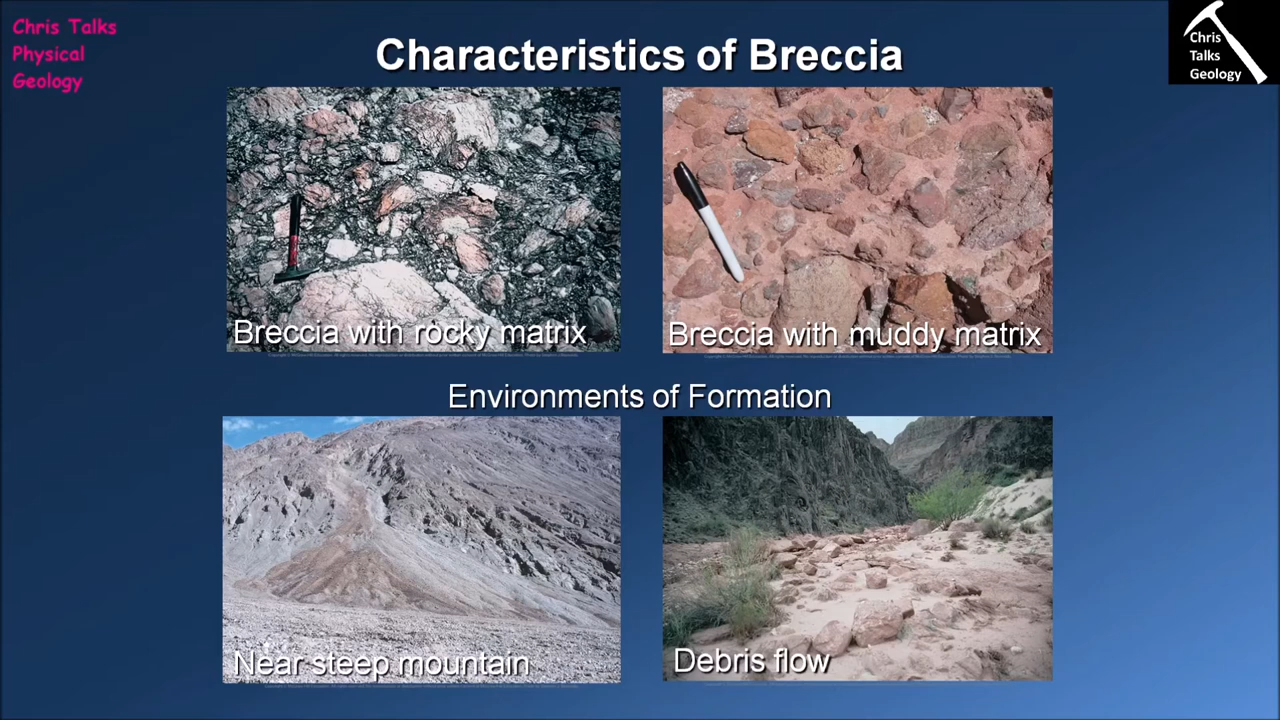 Chris Talks
Physical
Geology
Characteristics of Breccia
Chris
Talks
Geology
Breccia with rocky matrix
Breccia with muddy matrix
Environments of Formation
Near steep mountain
Debris flow